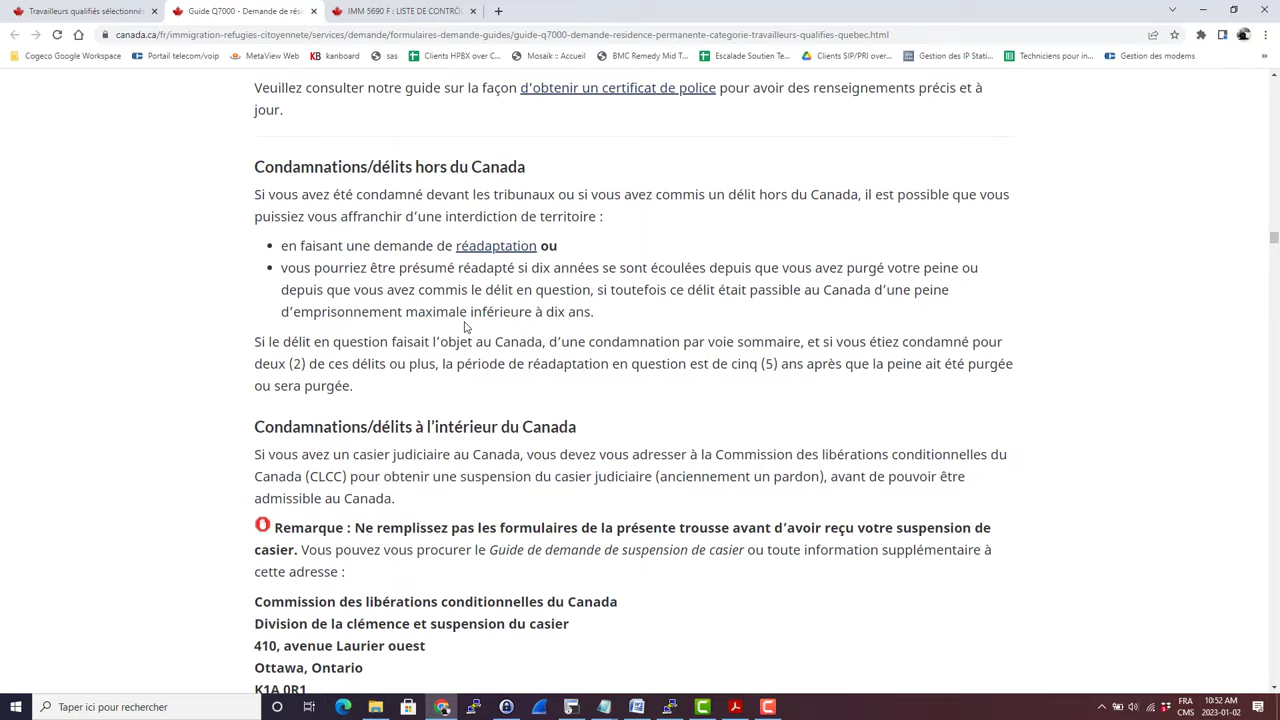 Travailleurs qualifiés sélectionné
Guide Q7000 - Demande de rés
IMM 5690 F : LISTE DE CONTRÔL
canada.ca/fr/immigration-refugies-citoyennete/services/demande/formulaires-demande-guides/guide-q7000-demande-residence-permanente-categorie-travailleurs-qualifies-quebec.html
Cogeco Google Workspace
Portail telecom/voip
MetaView Web
KB kanboard
sas
Clients HPBX over C...
Mosaik :: Accueil
BMC Remedy Mid T...
Escalade Soutien Te...
Clients SIP/PRI over...
Gestion des IP Stati...
Techniciens pour in...
Gestion des modems
»
Veuillez consulter notre guide sur la façon d'obtenir un certificat de police pour avoir des renseignements précis et à
jour.
Condamnations/délits hors du Canada
Si vous avez été condamné devant les tribunaux ou si vous avez commis un délit hors du Canada, il est possible que vous
puissiez vous affranchir d'une interdiction de territoire :
• en faisant une demande de réadaptation ou
• vous pourriez être présumé réadapté si dix années se sont écoulées depuis que vous avez purgé votre peine ou
depuis que vous avez commis le délit en question, si toutefois ce délit était passible au Canada d'une peine
d'emprisonnement maximale inférieure à dix ans.
Si le délit en question faisait l'objet au Canada, d'une condamnation par voie sommaire, et si vous étiez condamné pour
deux (2) de ces délits ou plus, la période de réadaptation en question est de cinq (5) ans après que la peine ait été purgée
ou sera purgée.
Condamnations/délits à l'intérieur du Canada
Si vous avez un casier judiciaire au Canada, vous devez vous adresser à la Commission des libérations conditionnelles du
Canada (CLCC) pour obtenir une suspension du casier judiciaire (anciennement un pardon), avant de pouvoir être
admissible au Canada.
Remarque : Ne remplissez pas les formulaires de la présente trousse avant d'avoir reçu votre suspension de
casier. Vous pouvez vous procurer le Guide de demande de suspension de casier ou toute information supplémentaire à
cette adresse :
Commission des libérations conditionnelles du Canada
Division de la clémence et suspension du casier
410, avenue Laurier ouest
Ottawa, Ontario
K1A 0R1
Taper ici pour rechercher
FRA
CMS
10:52 AM
2023-01-02